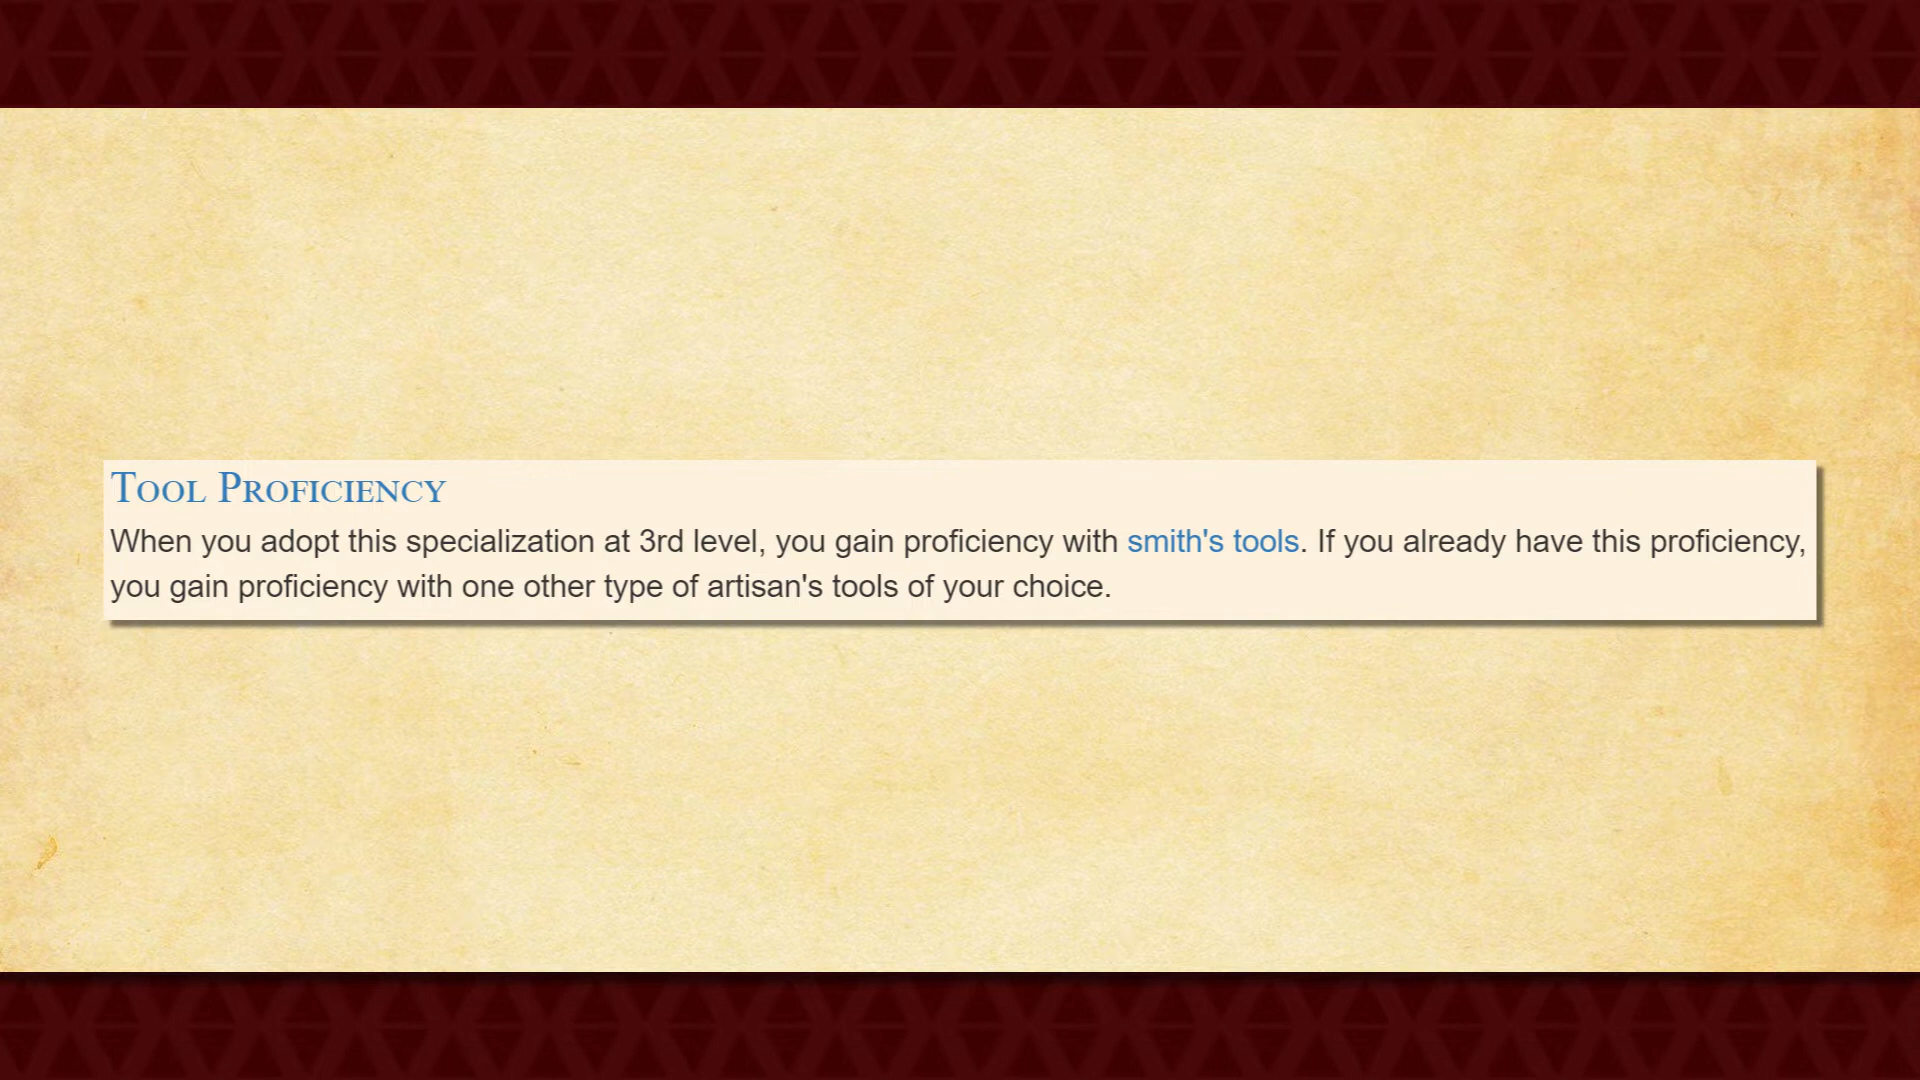 Tool Proficiency
When you adopt this specialization at 3rd level, you gain proficiency with smith's tools. If you already have this proficiency,
you gain proficiency with one other type of artisan's tools of your choice.